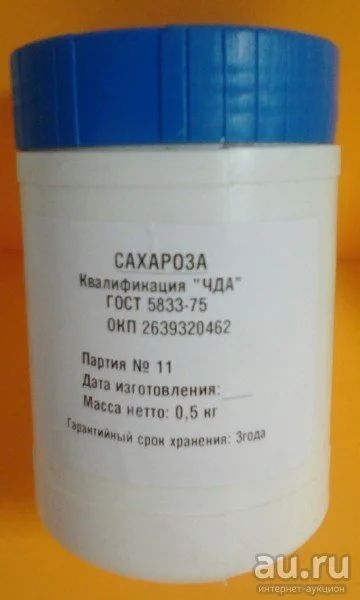 САХАРОЗА
Квалификация "ЧДА"
ГОСТ 5833-75
ОКП 2639320462
Партия № 11
Дата изготовления:____
Масса нетто: 0,5 кг
Гарантийный срок хранения: 3года
au.ru
интернет-аукцион